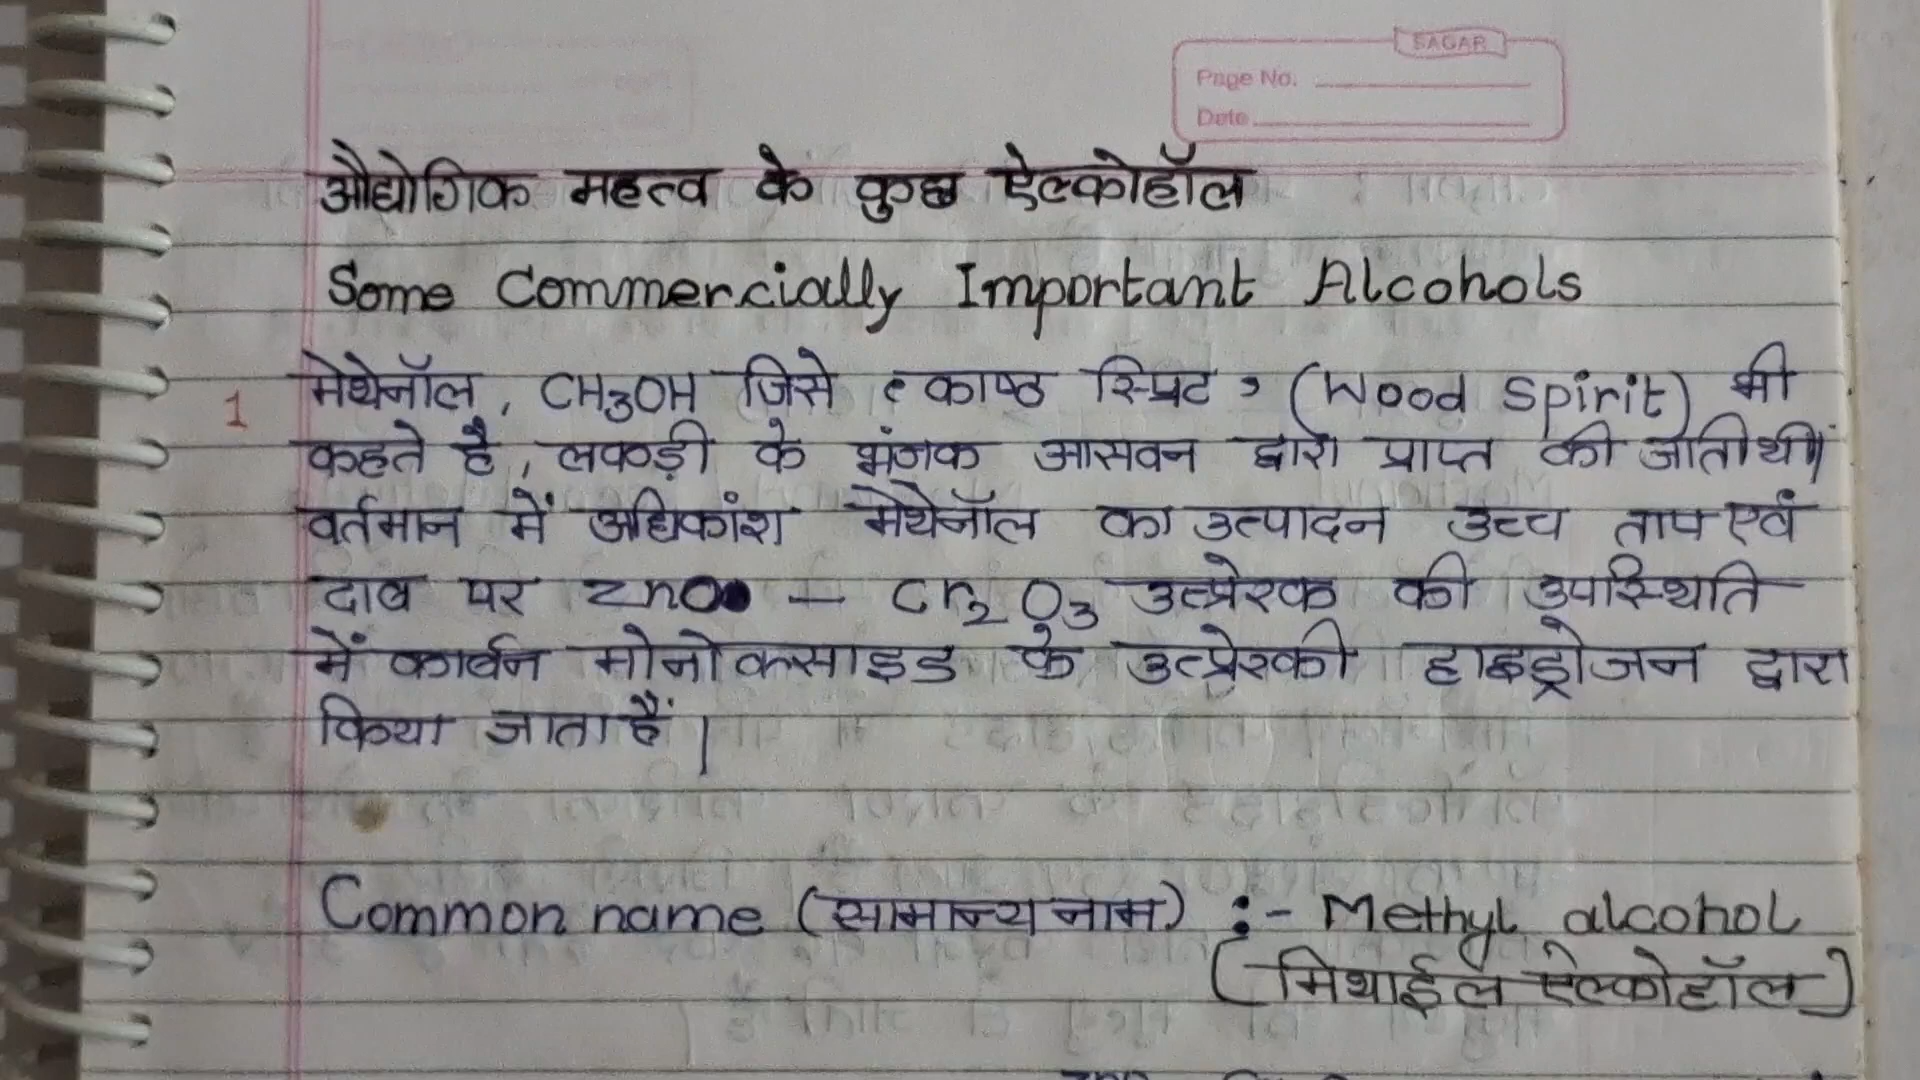 SAGAR
Page No.
Date
औद्योगिक महत्व के कुछ ऐल्कोहॉल
Some Commercially Important Alcohols
1 मेथेनॉल, CH3OH जिसे ' काष्ठ स्प्रिट ' (Wood Spirit) भी
कहते है, लकड़ी के भंजक आसवन द्वारा प्राप्त की जाती थी।
वर्तमान में अधिकांश मेथेनॉल का उत्पादन उच्च ताप एवं
दाब पर ZnO - Cr2O3 उत्प्रेरक की उपस्थिति
में कार्बन मोनोक्साइड के उत्प्रेरकी हाइड्रोजन द्वारा
किया जाता हैं।
Common name (सामान्य नाम) :- Methyl alcohol
(मिथाईल ऐल्कोहॉल)